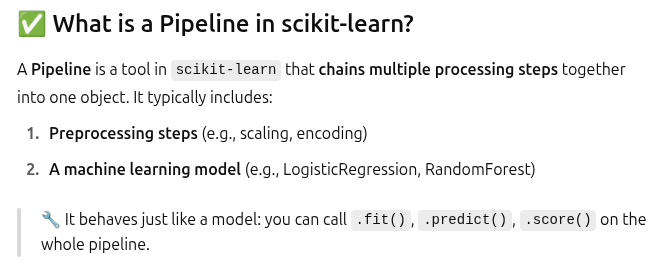 ✅ What is a Pipeline in scikit-learn?
A Pipeline is a tool in scikit-learn that chains multiple processing steps together
into one object. It typically includes:
1. Preprocessing steps (e.g., scaling, encoding)
2. A machine learning model (e.g., LogisticRegression, RandomForest)
🔧 It behaves just like a model: you can call .fit(), .predict(), .score() on the
whole pipeline.